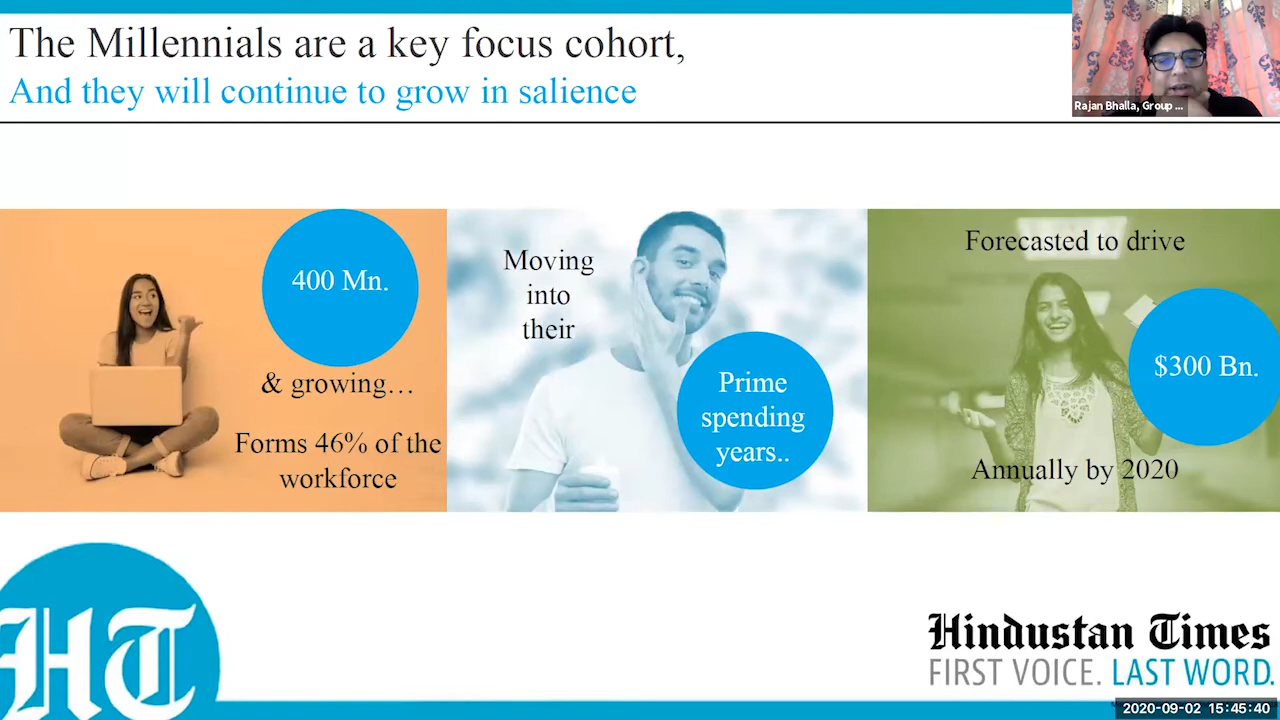 The Millennials are a key focus cohort,
And they will continue to grow in salience
Rajan Bhalla, Group ...
400 Mn.
& growing…
Forms 46% of the
workforce
Moving
into
their
Prime
spending
years..
Forecasted to drive
$300 Bn.
Annually by 2020
HT
Hindustan Times
FIRST VOICE. LAST WORD.
2020-09-02 15:45:40